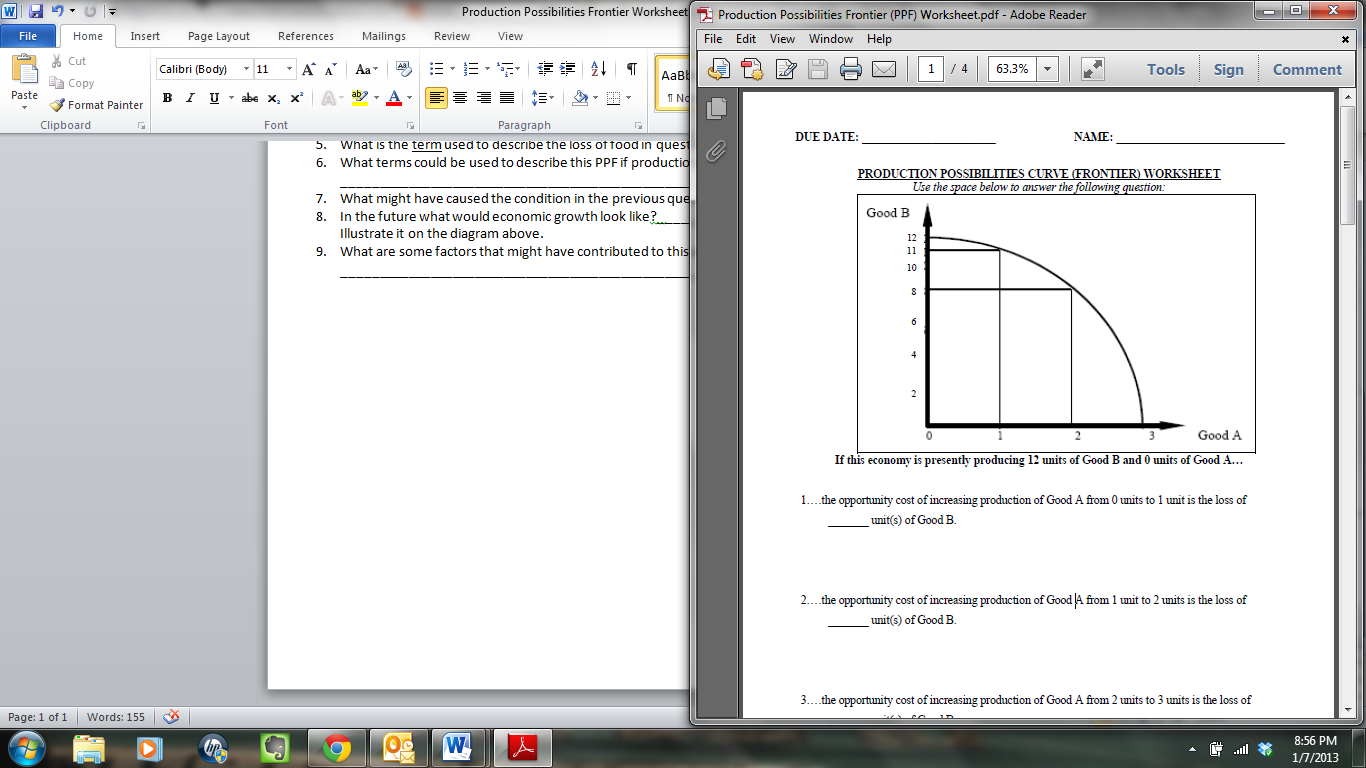 Production Possibilities Frontier Worksheet
File Home Insert Page Layout References Mailings Review View
Paste
Cut
Copy
Format Painter
Clipboard
Calibri (Body) 11
Font
Paragraph
AaBb
¶ No
5. What is the term used to describe the loss of food in quest
6. What terms could be used to describe this PPF if productio
7. What might have caused the condition in the previous que
8. In the future what would economic growth look like?
Illustrate it on the diagram above.
9. What are some factors that might have contributed to this
Page: 1 of 1 Words: 155
Production Possibilities Frontier (PPF) Worksheet.pdf - Adobe Reader
File Edit View Window Help
1 / 4 63.3% Tools Sign Comment
DUE DATE: ____________________ NAME: _________________________
PRODUCTION POSSIBILITIES CURVE (FRONTIER) WORKSHEET
Use the space below to answer the following question:
Good B
12
11
10
8
6
4
2
0 1 2 3 Good A
If this economy is presently producing 12 units of Good B and 0 units of Good A…
1….the opportunity cost of increasing production of Good A from 0 units to 1 unit is the loss of
_______ unit(s) of Good B.
2….the opportunity cost of increasing production of Good A from 1 unit to 2 units is the loss of
_______ unit(s) of Good B.
3….the opportunity cost of increasing production of Good A from 2 units to 3 units is the loss of
8:56 PM
1/7/2013